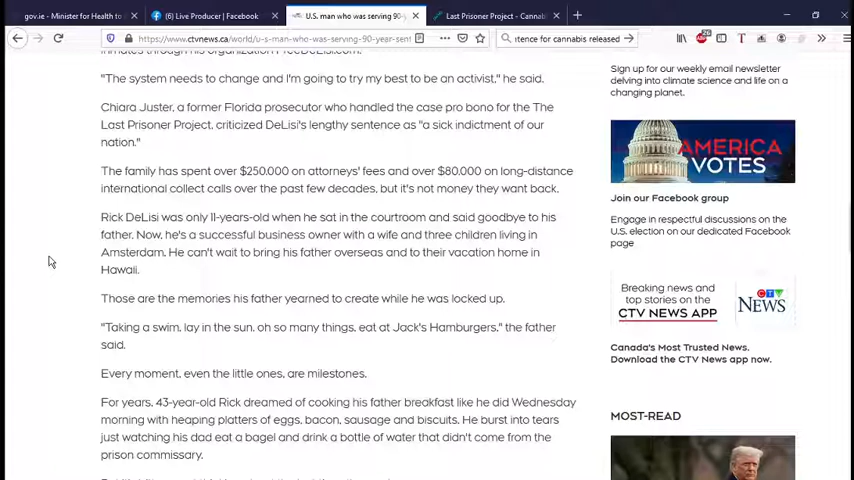 gov.ie - Minister for Health to
(6) Live Producer | Facebook
U.S. man who was serving 90-y
Last Prisoner Project - Cannab
https://www.ctvnews.ca/world/u-s-man-who-was-serving-90-year-sent
tence for cannabis released
26
inmates through his organization FreeDeLisi.com.
"The system needs to change and I'm going to try my best to be an activist," he said.
Chiara Juster, a former Florida prosecutor who handled the case pro bono for the The
Last Prisoner Project, criticized DeLisi's lengthy sentence as "a sick indictment of our
nation."
The family has spent over $250,000 on attorneys' fees and over $80,000 on long-distance
international collect calls over the past few decades, but it's not money they want back.
Rick DeLisi was only 11-years-old when he sat in the courtroom and said goodbye to his
father. Now, he's a successful business owner with a wife and three children living in
Amsterdam. He can't wait to bring his father overseas and to their vacation home in
Hawaii.
Those are the memories his father yearned to create while he was locked up.
"Taking a swim, lay in the sun, oh so many things, eat at Jack's Hamburgers," the father
said.
Every moment, even the little ones, are milestones.
For years, 43-year-old Rick dreamed of cooking his father breakfast like he did Wednesday
morning with heaping platters of eggs, bacon, sausage and biscuits. He burst into tears
just watching his dad eat a bagel and drink a bottle of water that didn't come from the
prison commissary.
Sign up for our weekly email newsletter
delving into climate science and life on a
changing planet.
AMERICA
VOTES
Join our Facebook group
Engage in respectful discussions on the
U.S. election on our dedicated Facebook
page
Breaking news and
top stories on the
CTV NEWS APP
CTV
NEWS
Canada's Most Trusted News.
Download the CTV News app now.
MOST-READ